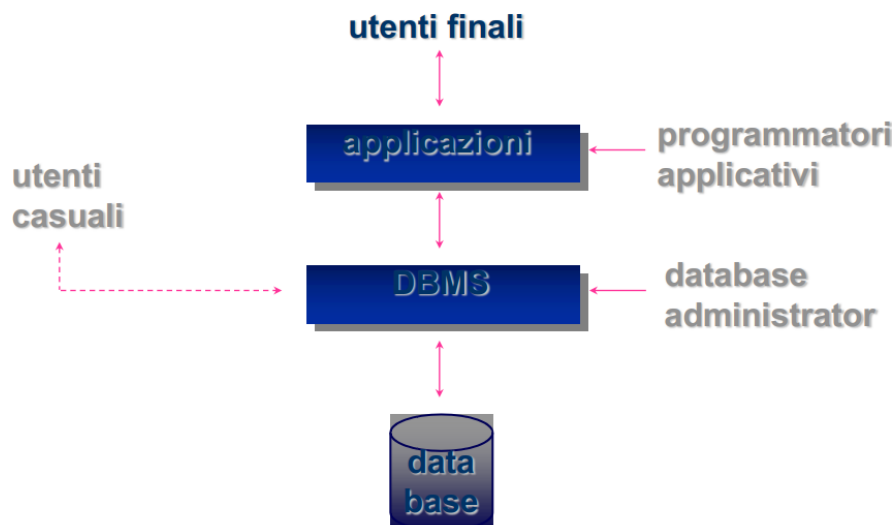 utenti finali
applicazioni
programmatori
applicativi
utenti
casuali
DBMS
database
administrator
data
base